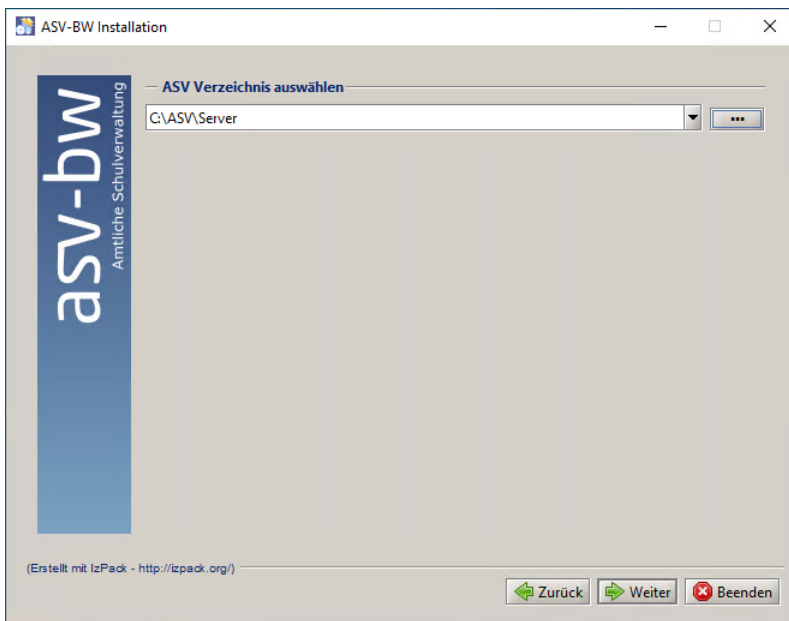 ASV-BW Installation
asv-bw
Amtliche Schulverwaltung
ASV Verzeichnis auswählen
C:\ASV\Server
...
(Erstellt mit IzPack - http://izpack.org/)
Zurück
Weiter
Beenden